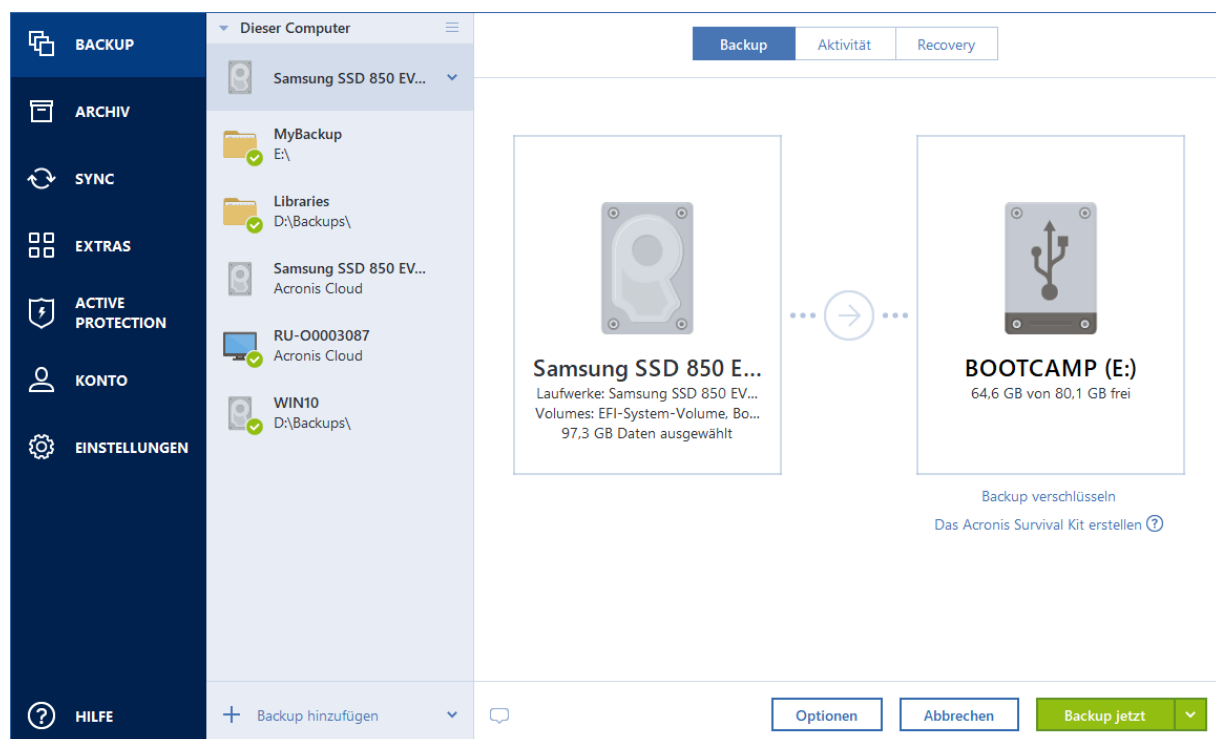 BACKUP
ARCHIV
SYNC
EXTRAS
ACTIVE
PROTECTION
KONTO
EINSTELLUNGEN
HILFE
Dieser Computer
Samsung SSD 850 EV...
MyBackup
E:\
Libraries
D:\Backups\
Samsung SSD 850 EV...
Acronis Cloud
RU-O0003087
Acronis Cloud
WIN10
D:\Backups\
Backup hinzufügen
Backup Aktivität Recovery
Samsung SSD 850 E...
Laufwerke: Samsung SSD 850 EV...
Volumes: EFI-System-Volume, Bo...
97,3 GB Daten ausgewählt
BOOTCAMP (E:)
64,6 GB von 80,1 GB frei
Backup verschlüsseln
Das Acronis Survival Kit erstellen ?
Optionen Abbrechen Backup jetzt